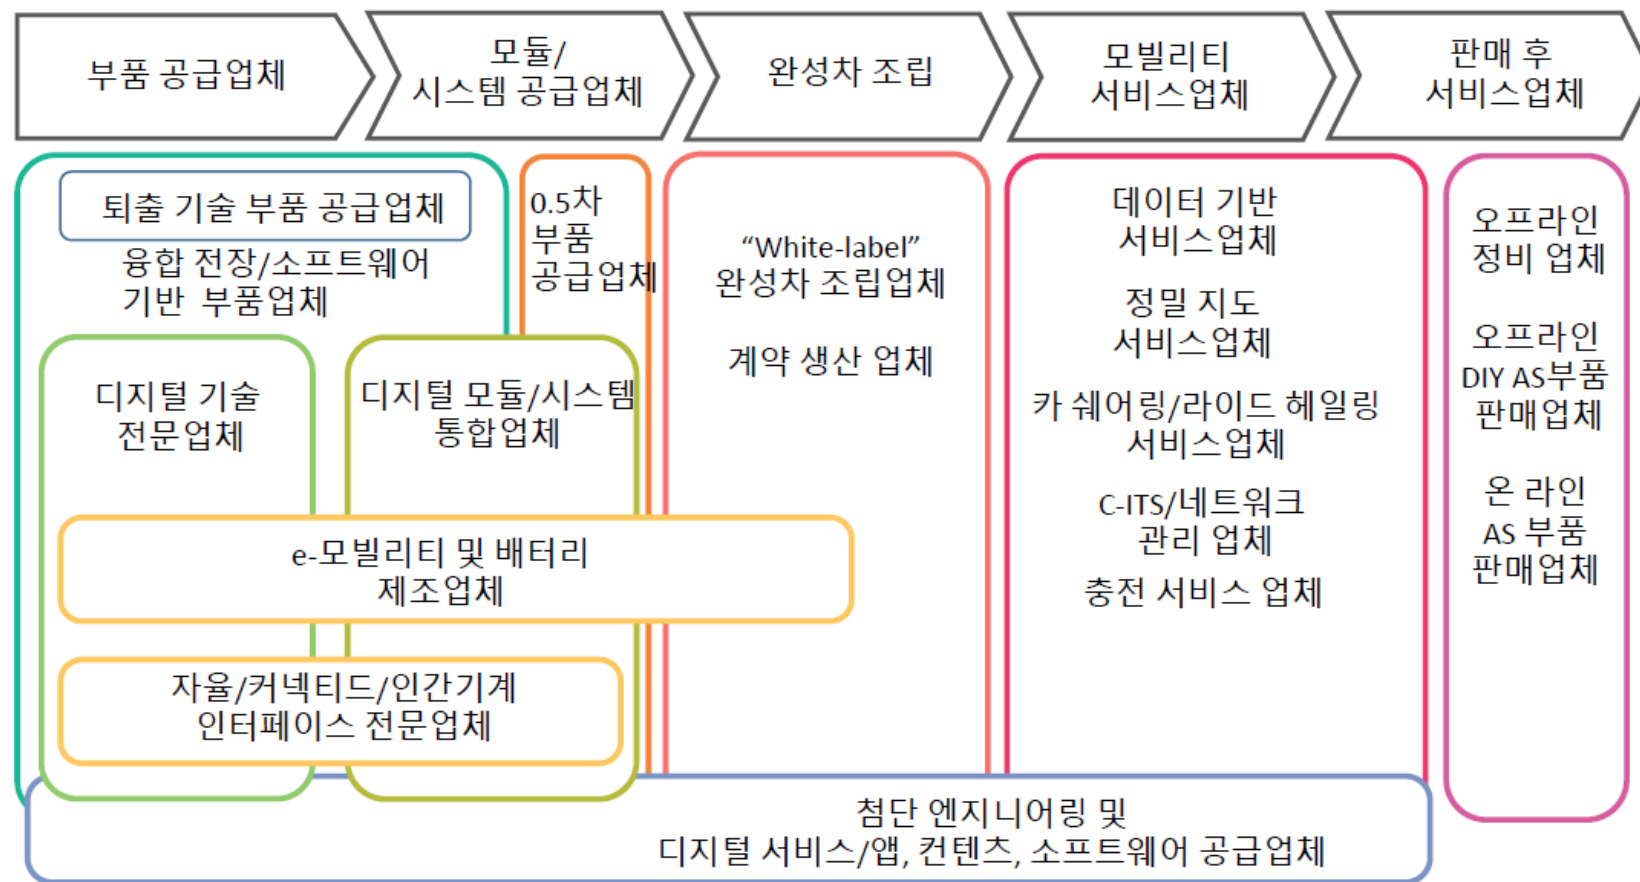 부품 공급업체
모듈/
시스템 공급업체
완성차 조립
모빌리티
서비스업체
판매 후
서비스업체
퇴출 기술 부품 공급업체
융합 전장/소프트웨어
기반 부품업체
0.5차
부품
공급업체
디지털 기술
전문업체
디지털 모듈/시스템
통합업체
e-모빌리티 및 배터리
제조업체
자율/커넥티드/인간기계
인터페이스 전문업체
“White-label”
완성차 조립업체
계약 생산 업체
데이터 기반
서비스업체
정밀 지도
서비스업체
카 쉐어링/라이드 헤일링
서비스업체
C-ITS/네트워크
관리 업체
충전 서비스 업체
오프라인
정비 업체
오프라인
DIY AS부품
판매업체
온 라인
AS 부품
판매업체
첨단 엔지니어링 및
디지털 서비스/앱, 컨텐츠, 소프트웨어 공급업체